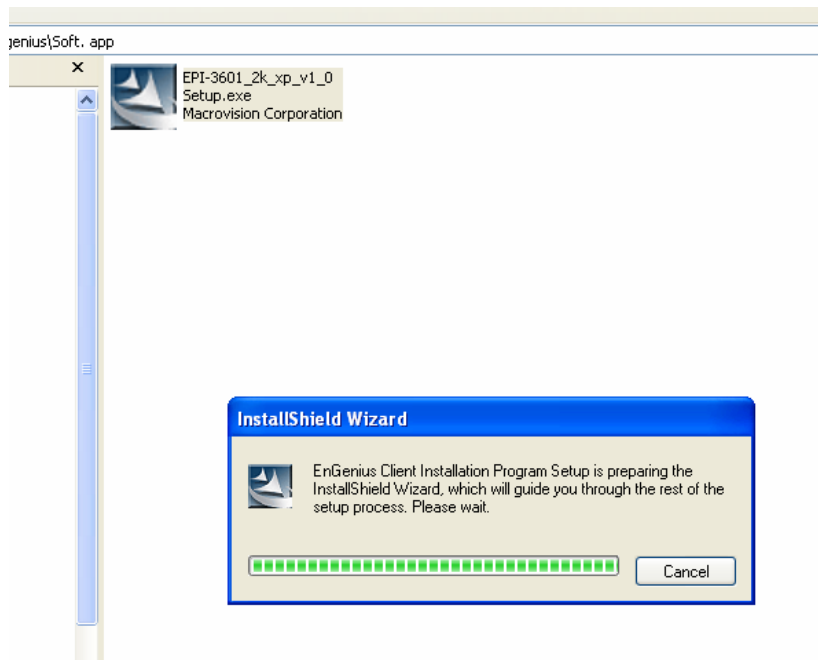 genius\Soft. app
EPI-3601_2k_xp_v1_0
Setup.exe
Macrovision Corporation
InstallShield Wizard
EnGenius Client Installation Program Setup is preparing the
InstallShield Wizard, which will guide you through the rest of the
setup process. Please wait.
Cancel